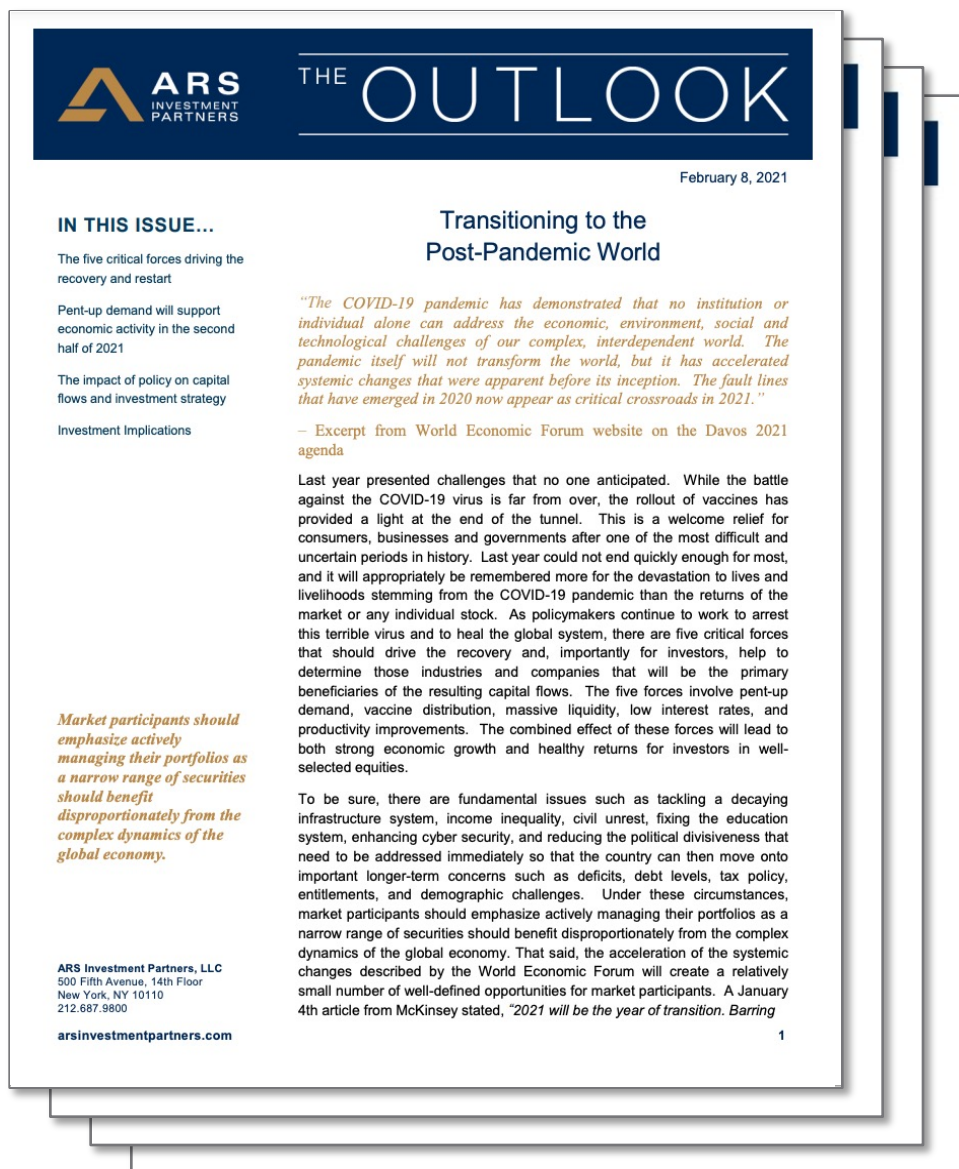 ARS
INVESTMENT
PARTNERS
THE OUTLOOK
February 8, 2021
IN THIS ISSUE...
The five critical forces driving the
recovery and restart
Pent-up demand will support
economic activity in the second
half of 2021
The impact of policy on capital
flows and investment strategy
Investment Implications
Market participants should
emphasize actively
managing their portfolios as
a narrow range of securities
should benefit
disproportionately from the
complex dynamics of the
global economy.
ARS Investment Partners, LLC
500 Fifth Avenue, 14th Floor
New York, NY 10110
212.687.9800
arsinvestmentpartners.com
Transitioning to the
Post-Pandemic World
“The COVID-19 pandemic has demonstrated that no institution or
individual alone can address the economic, environment, social and
technological challenges of our complex, interdependent world. The
pandemic itself will not transform the world, but it has accelerated
systemic changes that were apparent before its inception. The fault lines
that have emerged in 2020 now appear as critical crossroads in 2021.”
– Excerpt from World Economic Forum website on the Davos 2021
agenda
Last year presented challenges that no one anticipated. While the battle
against the COVID-19 virus is far from over, the rollout of vaccines has
provided a light at the end of the tunnel. This is a welcome relief for
consumers, businesses and governments after one of the most difficult and
uncertain periods in history. Last year could not end quickly enough for most,
and it will appropriately be remembered more for the devastation to lives and
livelihoods stemming from the COVID-19 pandemic than the returns of the
market or any individual stock. As policymakers continue to work to arrest
this terrible virus and to heal the global system, there are five critical forces
that should drive the recovery and, importantly for investors, help to
determine those industries and companies that will be the primary
beneficiaries of the resulting capital flows. The five forces involve pent-up
demand, vaccine distribution, massive liquidity, low interest rates, and
productivity improvements. The combined effect of these forces will lead to
both strong economic growth and healthy returns for investors in well-
selected equities.
To be sure, there are fundamental issues such as tackling a decaying
infrastructure system, income inequality, civil unrest, fixing the education
system, enhancing cyber security, and reducing the political divisiveness that
need to be addressed immediately so that the country can then move onto
important longer-term concerns such as deficits, debt levels, tax policy,
entitlements, and demographic challenges. Under these circumstances,
market participants should emphasize actively managing their portfolios as a
narrow range of securities should benefit disproportionately from the complex
dynamics of the global economy. That said, the acceleration of the systemic
changes described by the World Economic Forum will create a relatively
small number of well-defined opportunities for market participants. A January
4th article from McKinsey stated, “2021 will be the year of transition. Barring
1